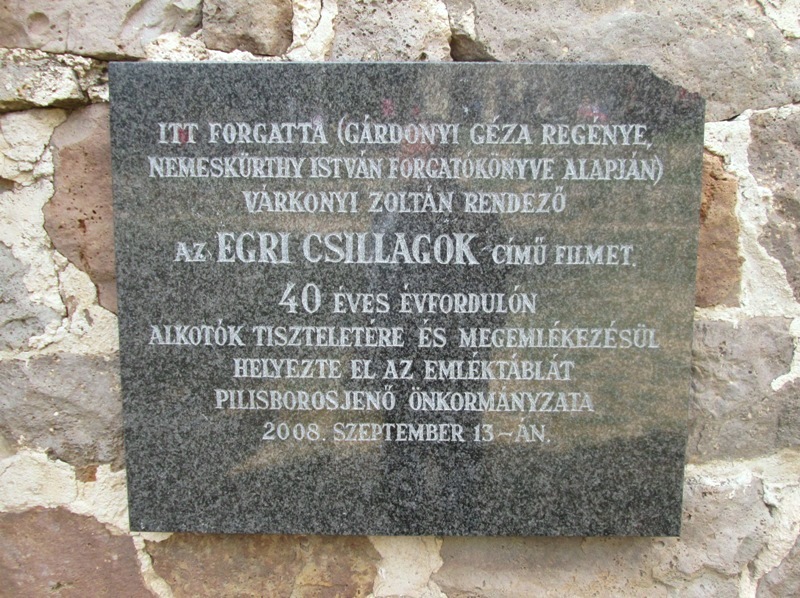 ITT FORGATTA (GÁRDONYI GÉZA REGÉNYE,
NEMESKÜRTHY ISTVÁN FORGATÓKÖNYVE ALAPJÁN)
VÁRKONYI ZOLTÁN RENDEZŐ
AZ EGRI CSILLAGOK CÍMŰ FILMET.
40 ÉVES ÉVFORDULÓN
ALKOTÓK TISZTELETÉRE ÉS MEGEMLÉKEZÉSÜL
HELYEZTE EL AZ EMLÉKTÁBLÁT
PILISBOROSJENŐ ÖNKORMÁNYZATA
2008. SZEPTEMBER 13-ÁN.